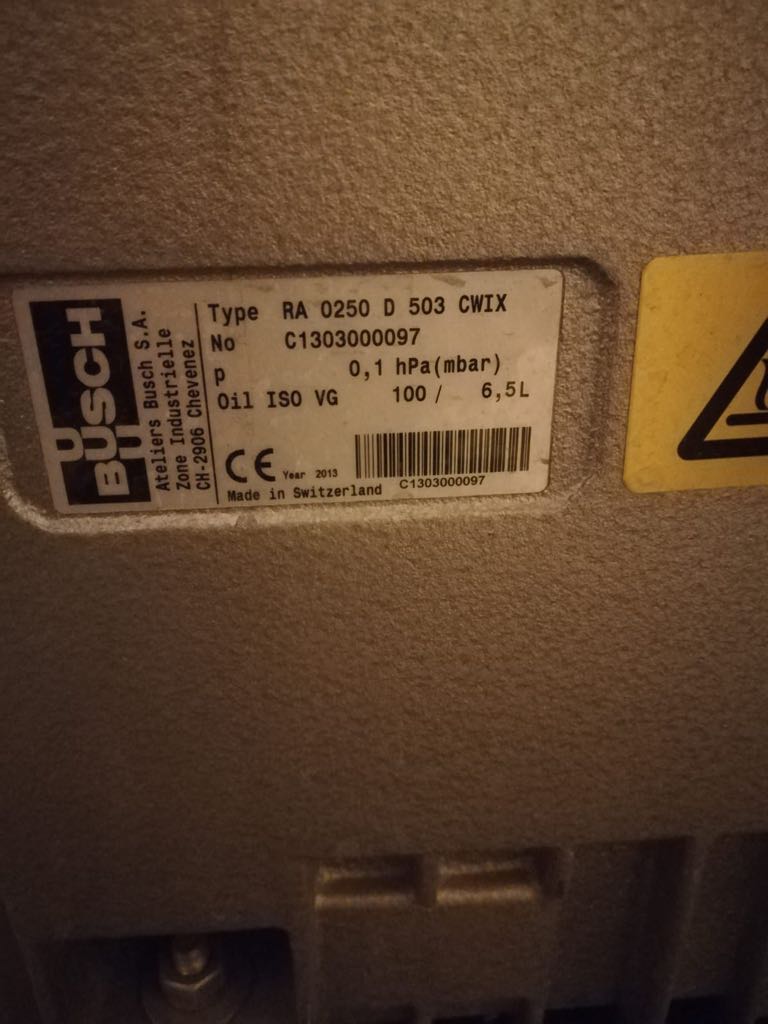 BUSCH
Ateliers Busch S.A.
Zone Industrielle
CH-2906 Chevenez
Type RA 0250 D 503 CWIX
No C1303000097
p 0,1 hPa(mbar)
Oil ISO VG 100 / 6,5L
CE Year 2013
C1303000097
Made in Switzerland